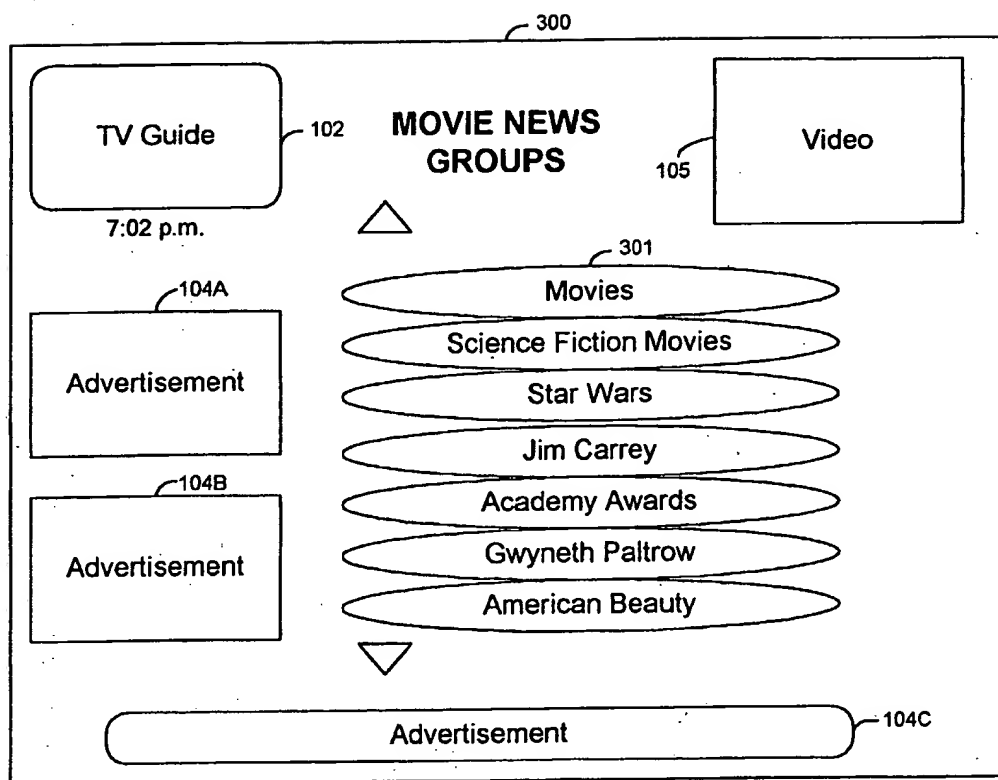 300
TV Guide
102
MOVIE NEWS
GROUPS
105
Video
7:02 p.m.
301
Movies
104A
Advertisement
Science Fiction Movies
Star Wars
Jim Carrey
104B
Advertisement
Academy Awards
Gwyneth Paltrow
American Beauty
Advertisement
104C